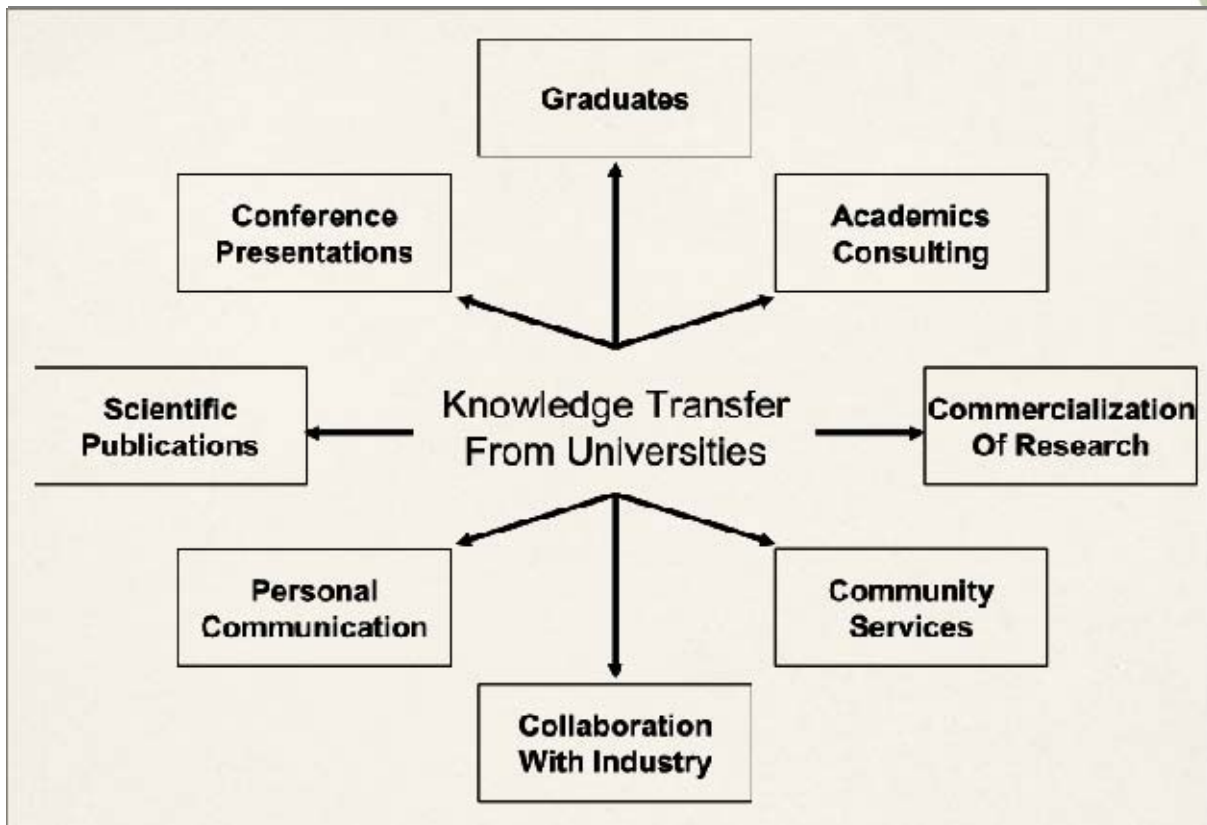 Graduates
Conference
Presentations
Academics
Consulting
Scientific
Publications
Knowledge Transfer
From Universities
Commercialization
Of Research
Personal
Communication
Community
Services
Collaboration
With Industry